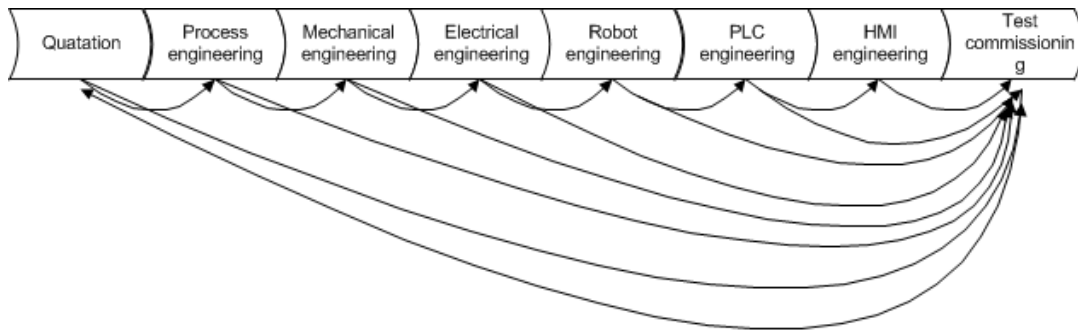 Quatation
Process
engineering
Mechanical
engineering
Electrical
engineering
Robot
engineering
PLC
engineering
HMI
engineering
Test
commissionin
g